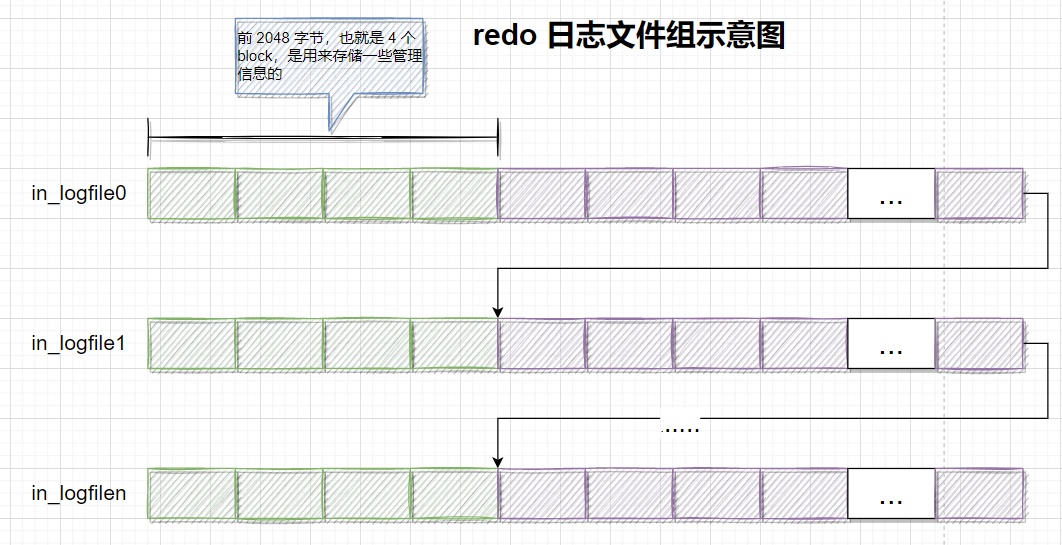 redo 日志文件组示意图
前 2048 字节，也就是 4 个
block，是用来存储一些管理
信息的
in_logfile0
...
in_logfile1
...
.....
in_logfilen
...